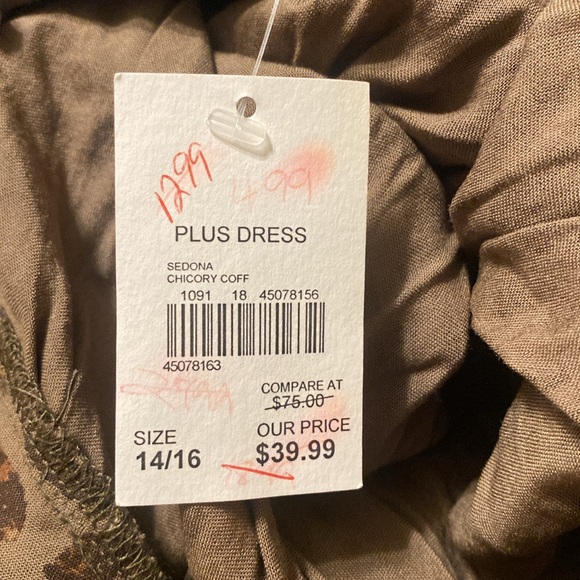 1299
499
PLUS DRESS
SEDONA
CHICORY COFF
1091 18 45078156
45078163
COMPARE AT
$75.00
SIZE OUR PRICE
14/16 $39.99